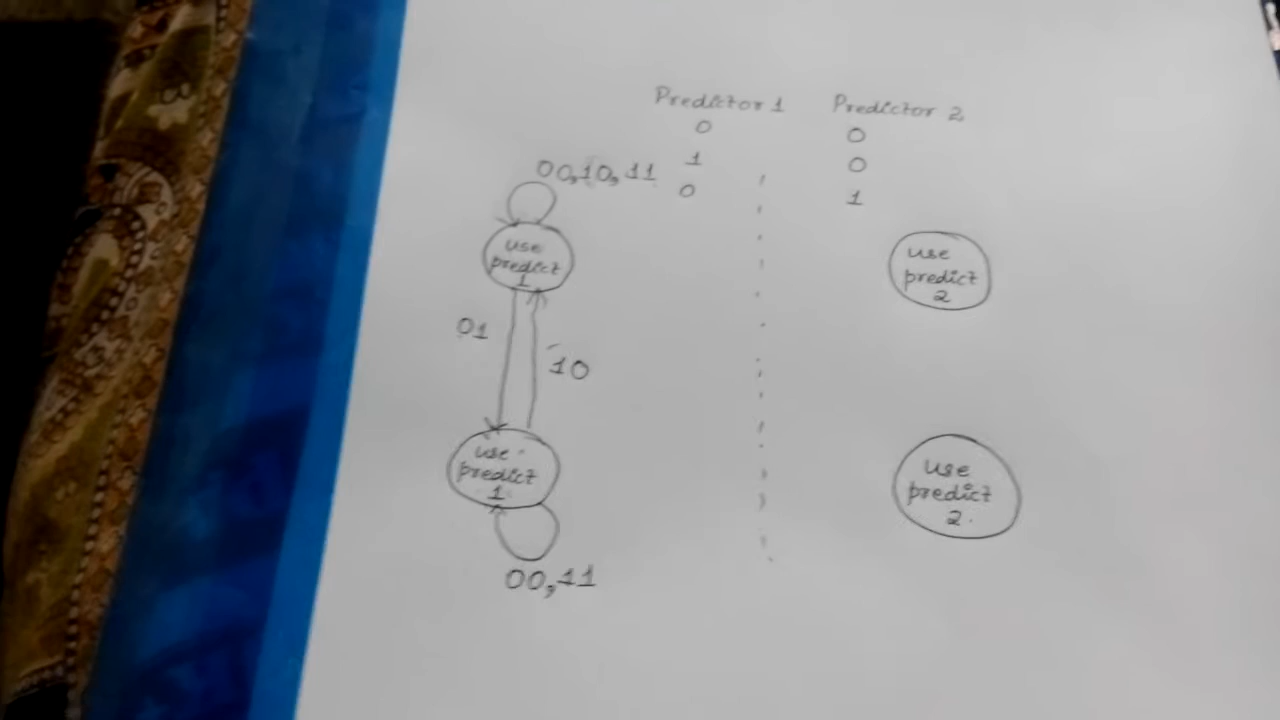 Predictor 1 Predictor 2
0 0
1 0
0 1
00,10,11
use
predict
1
use
predict
2
01
10
use
predict
1
use
predict
2.
00,11